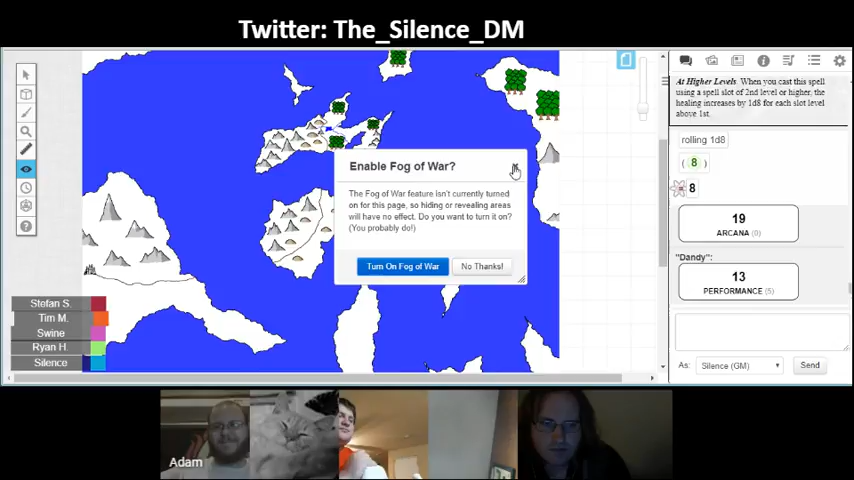 Twitter: The_Silence_DM
At Higher Levels. When you cast this spell
using a spell slot of 2nd level or higher, the
healing increases by 1d8 for each slot level
above 1st.
rolling 1d8
( 8 )
8
19
ARCANA (0)
"Dandy":
13
PERFORMANCE (5)
As:
Silence (GM)
Send
Enable Fog of War?
The Fog of War feature isn't currently turned
on for this page, so hiding or revealing areas
will have no effect. Do you want to turn it on?
(You probably do!)
Turn On Fog of War
No Thanks!
Stefan S.
Tim M.
Swine
Ryan H.
Silence
Adam